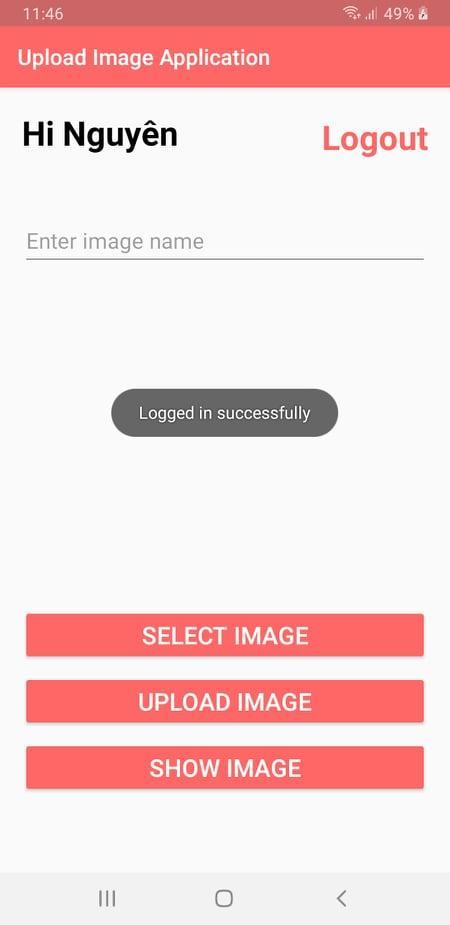 11:46
49%
Upload Image Application
Hi Nguyên
Logout
Enter image name
Logged in successfully
SELECT IMAGE
UPLOAD IMAGE
SHOW IMAGE